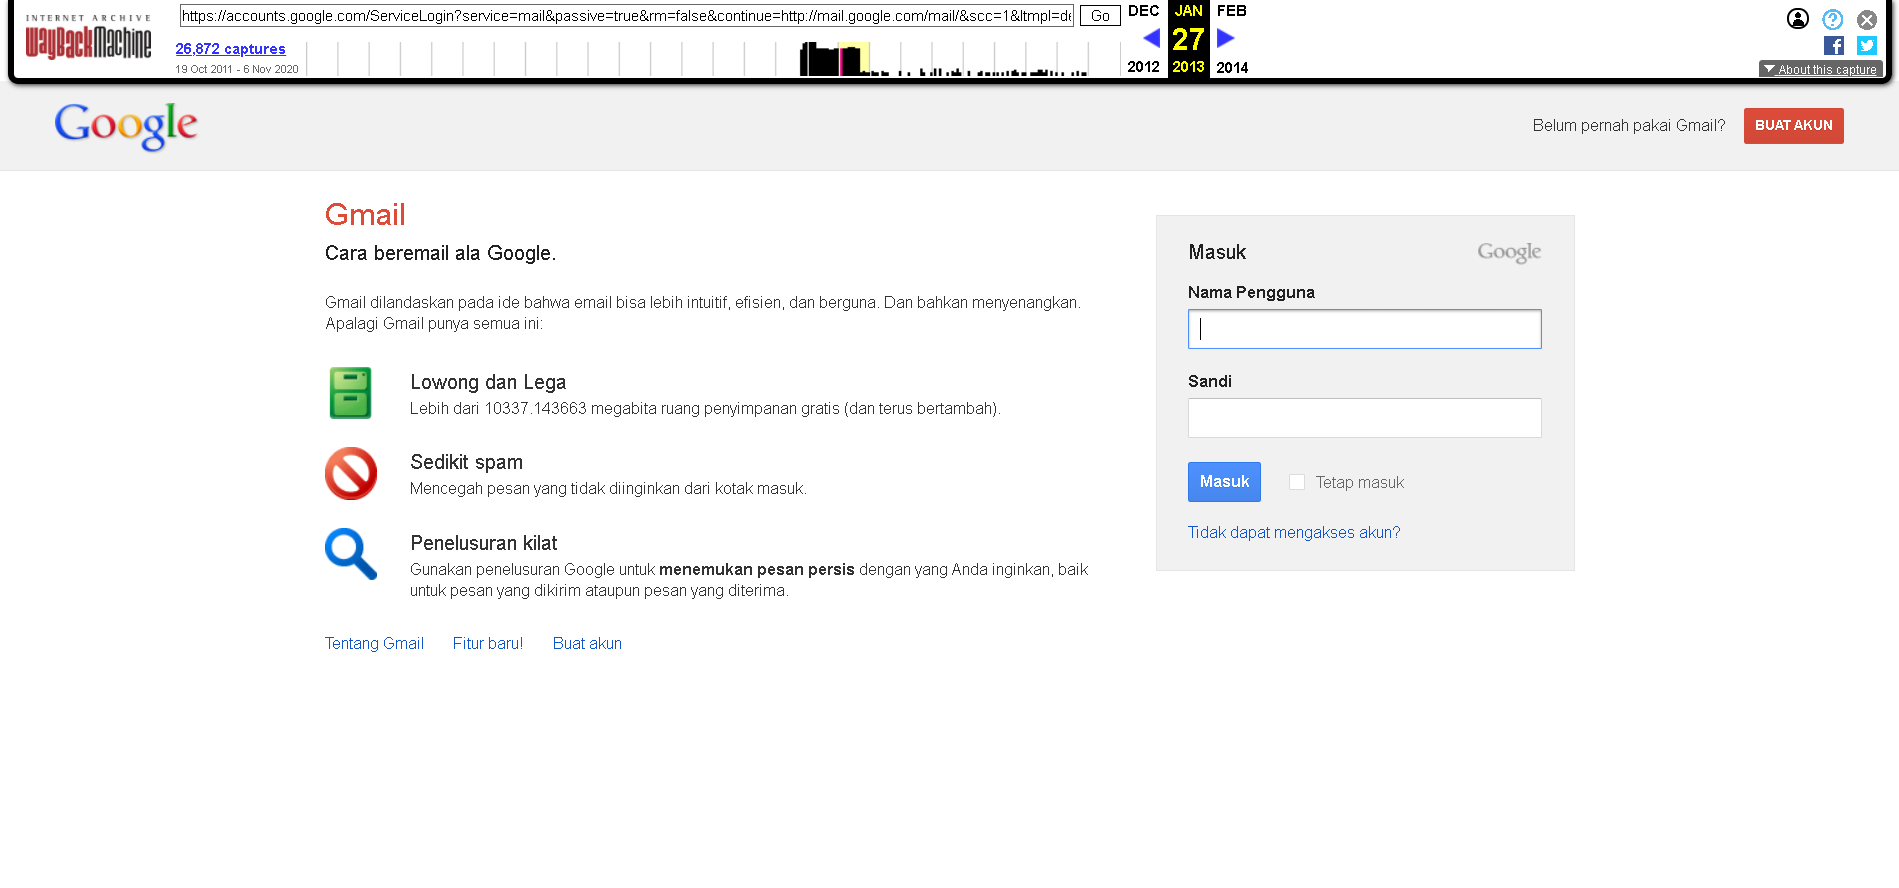 INTERNET ARCHIVE
WayBackMachine
https://accounts.google.com/ServiceLogin?service=mail&passive=true&rm=false&continue=http://mail.google.com/mail/&scc=1&ltmpl=de
Go
DEC JAN FEB
27
2012 2013 2014
26,872 captures
19 Oct 2011 - 6 Nov 2020
About this capture
Google
Belum pernah pakai Gmail?
BUAT AKUN
Gmail
Cara beremail ala Google.
Gmail dilandaskan pada ide bahwa email bisa lebih intuitif, efisien, dan berguna. Dan bahkan menyenangkan.
Apalagi Gmail punya semua ini:
Lowong dan Lega
Lebih dari 10337.143663 megabita ruang penyimpanan gratis (dan terus bertambah).
Sedikit spam
Mencegah pesan yang tidak diinginkan dari kotak masuk.
Penelusuran kilat
Gunakan penelusuran Google untuk menemukan pesan persis dengan yang Anda inginkan, baik
untuk pesan yang dikirim ataupun pesan yang diterima.
Tentang Gmail Fitur baru! Buat akun
Masuk Google
Nama Pengguna
Sandi
Masuk Tetap masuk
Tidak dapat mengakses akun?